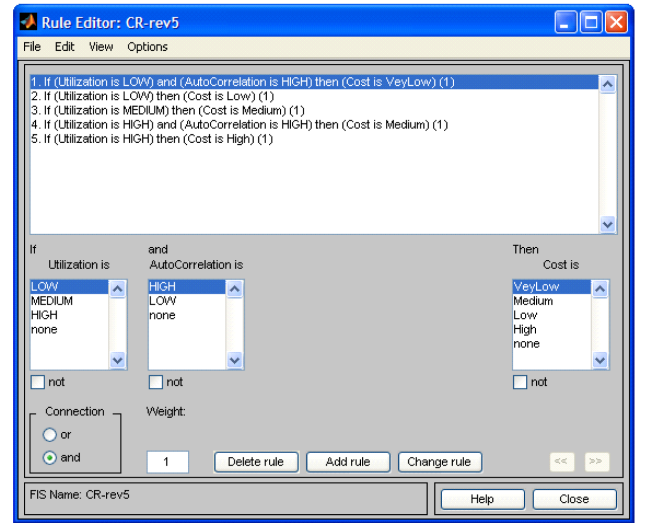 Rule Editor: CR-rev5
File Edit View Options
1. If (Utilization is LOW) and (AutoCorrelation is HIGH) then (Cost is VeyLow) (1)
2. If (Utilization is LOW) then (Cost is Low) (1)
3. If (Utilization is MEDIUM) then (Cost is Medium) (1)
4. If (Utilization is HIGH) and (AutoCorrelation is HIGH) then (Cost is Medium) (1)
5. If (Utilization is HIGH) then (Cost is High) (1)
If and Then
Utilization is AutoCorrelation is Cost is
LOW HIGH VeyLow
MEDIUM LOW Medium
HIGH none Low
none High
none
not not not
Connection Weight:
or
and 1 Delete rule Add rule Change rule << >>
FIS Name: CR-rev5 Help Close